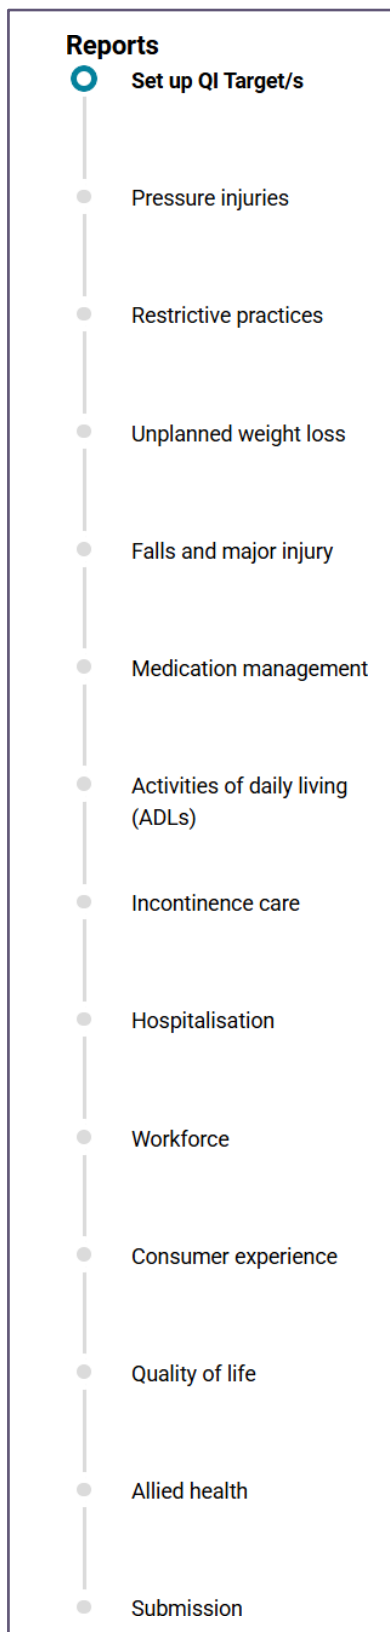 Reports
Set up QI Target/s
Pressure injuries
Restrictive practices
Unplanned weight loss
Falls and major injury
Medication management
Activities of daily living
(ADLs)
Incontinence care
Hospitalisation
Workforce
Consumer experience
Quality of life
Allied health
Submission